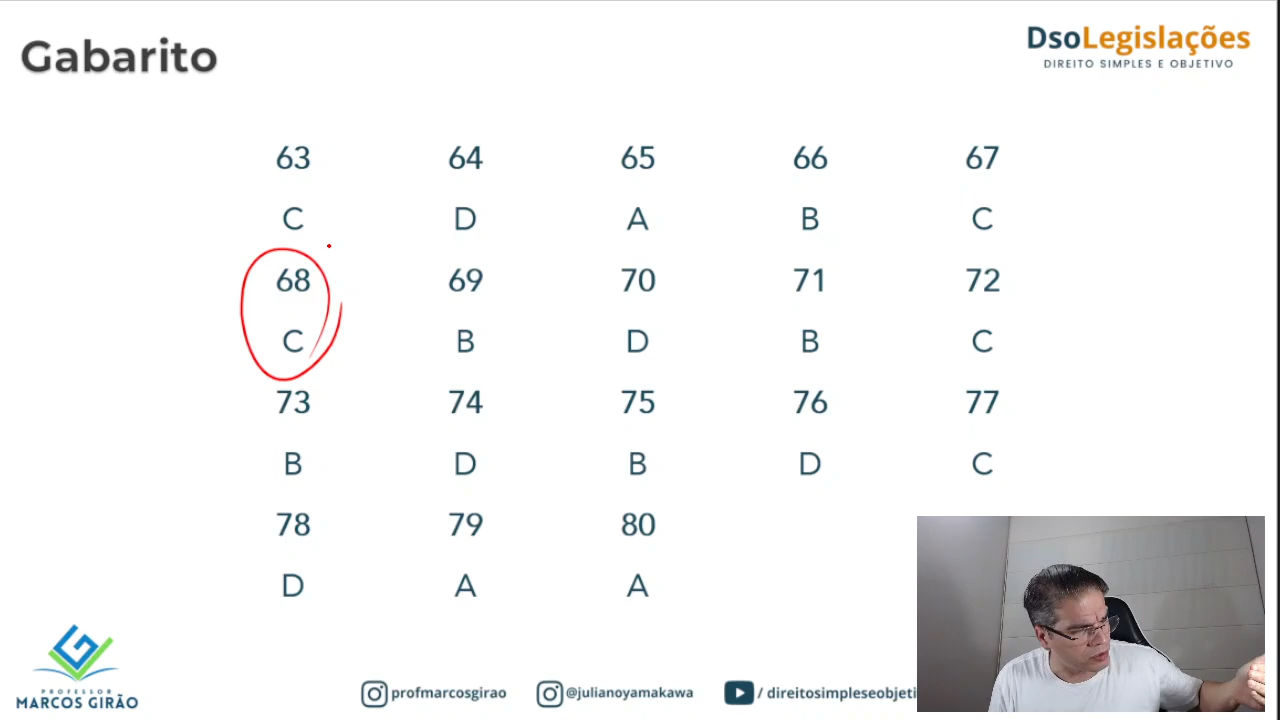 Gabarito
DsoLegislações
DIREITO SIMPLES E OBJETIVO
63 64 65 66 67
C D A B C
68 69 70 71 72
C B D B C
73 74 75 76 77
B D B D C
78 79 80
D A A
PROFESSOR
MARCOS GIRÃO
profmarcosgirao @julianoyamakawa / direitosimpleseobjeti